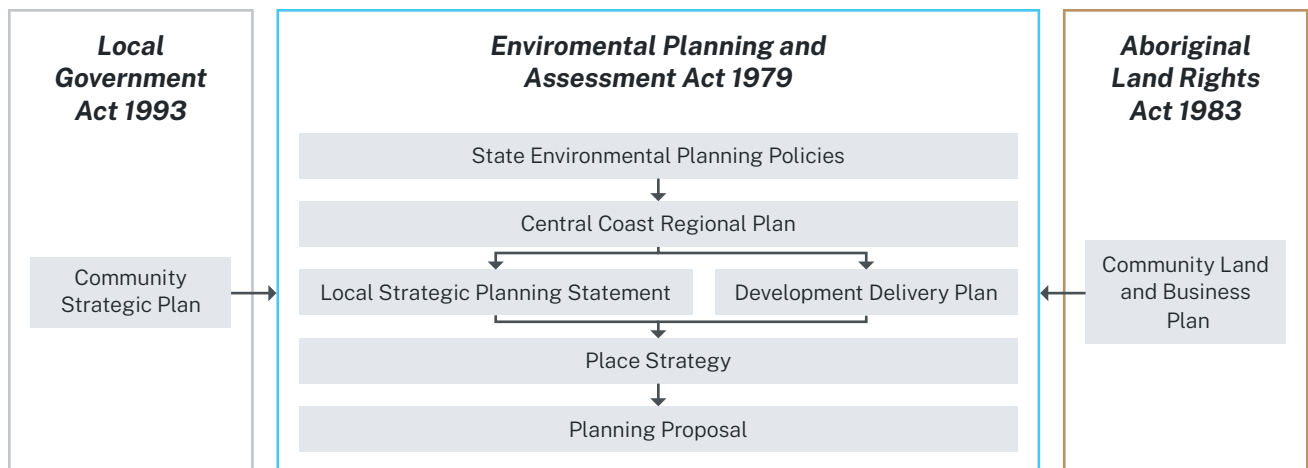 Local
Government
Act 1993
Community
Strategic Plan
Enviromental Planning and
Assessment Act 1979
State Environmental Planning Policies
Central Coast Regional Plan
Local Strategic Planning Statement
Development Delivery Plan
Place Strategy
Planning Proposal
Aboriginal
Land Rights
Act 1983
Community Land
and Business
Plan